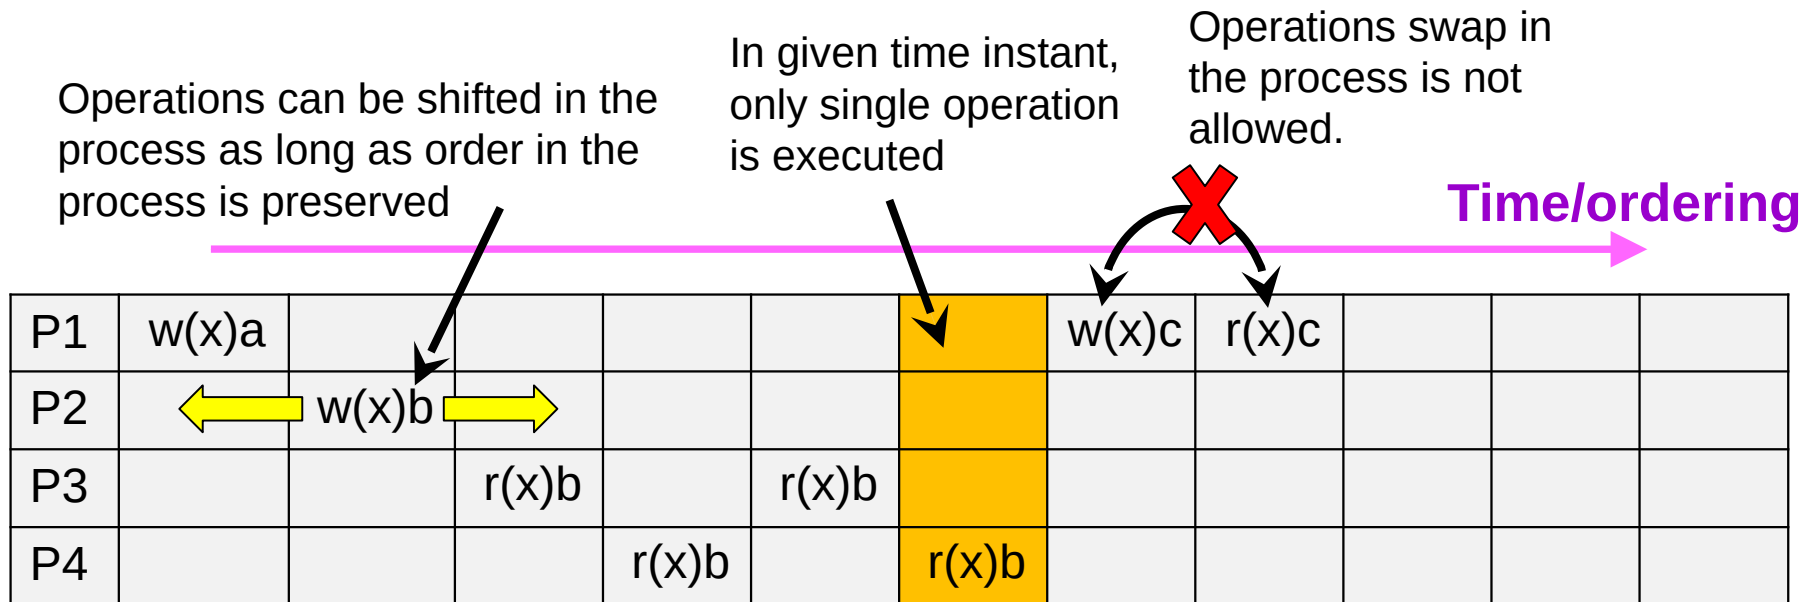 Operations can be shifted in the
process as long as order in the
process is preserved
In given time instant,
only single operation
is executed
Operations swap in
the process is not
allowed.
Time/ordering
P1 w(x)a w(x)c r(x)c
P2 w(x)b
P3 r(x)b r(x)b
P4 r(x)b r(x)b